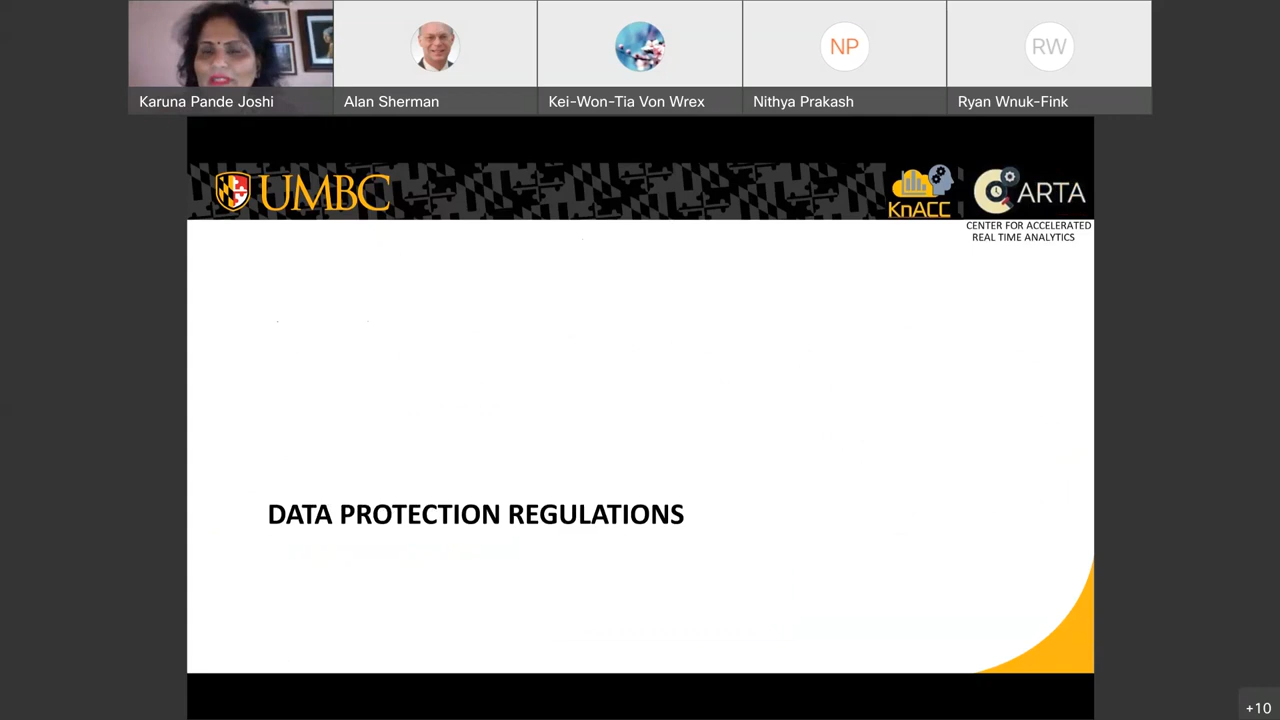 Karuna Pande Joshi
Alan Sherman
Kei-Won-Tia Von Wrex
NP
Nithya Prakash
RW
Ryan Wnuk-Fink
UMBC
KnACC
CARTA
CENTER FOR ACCELERATED
REAL TIME ANALYTICS
DATA PROTECTION REGULATIONS
+10